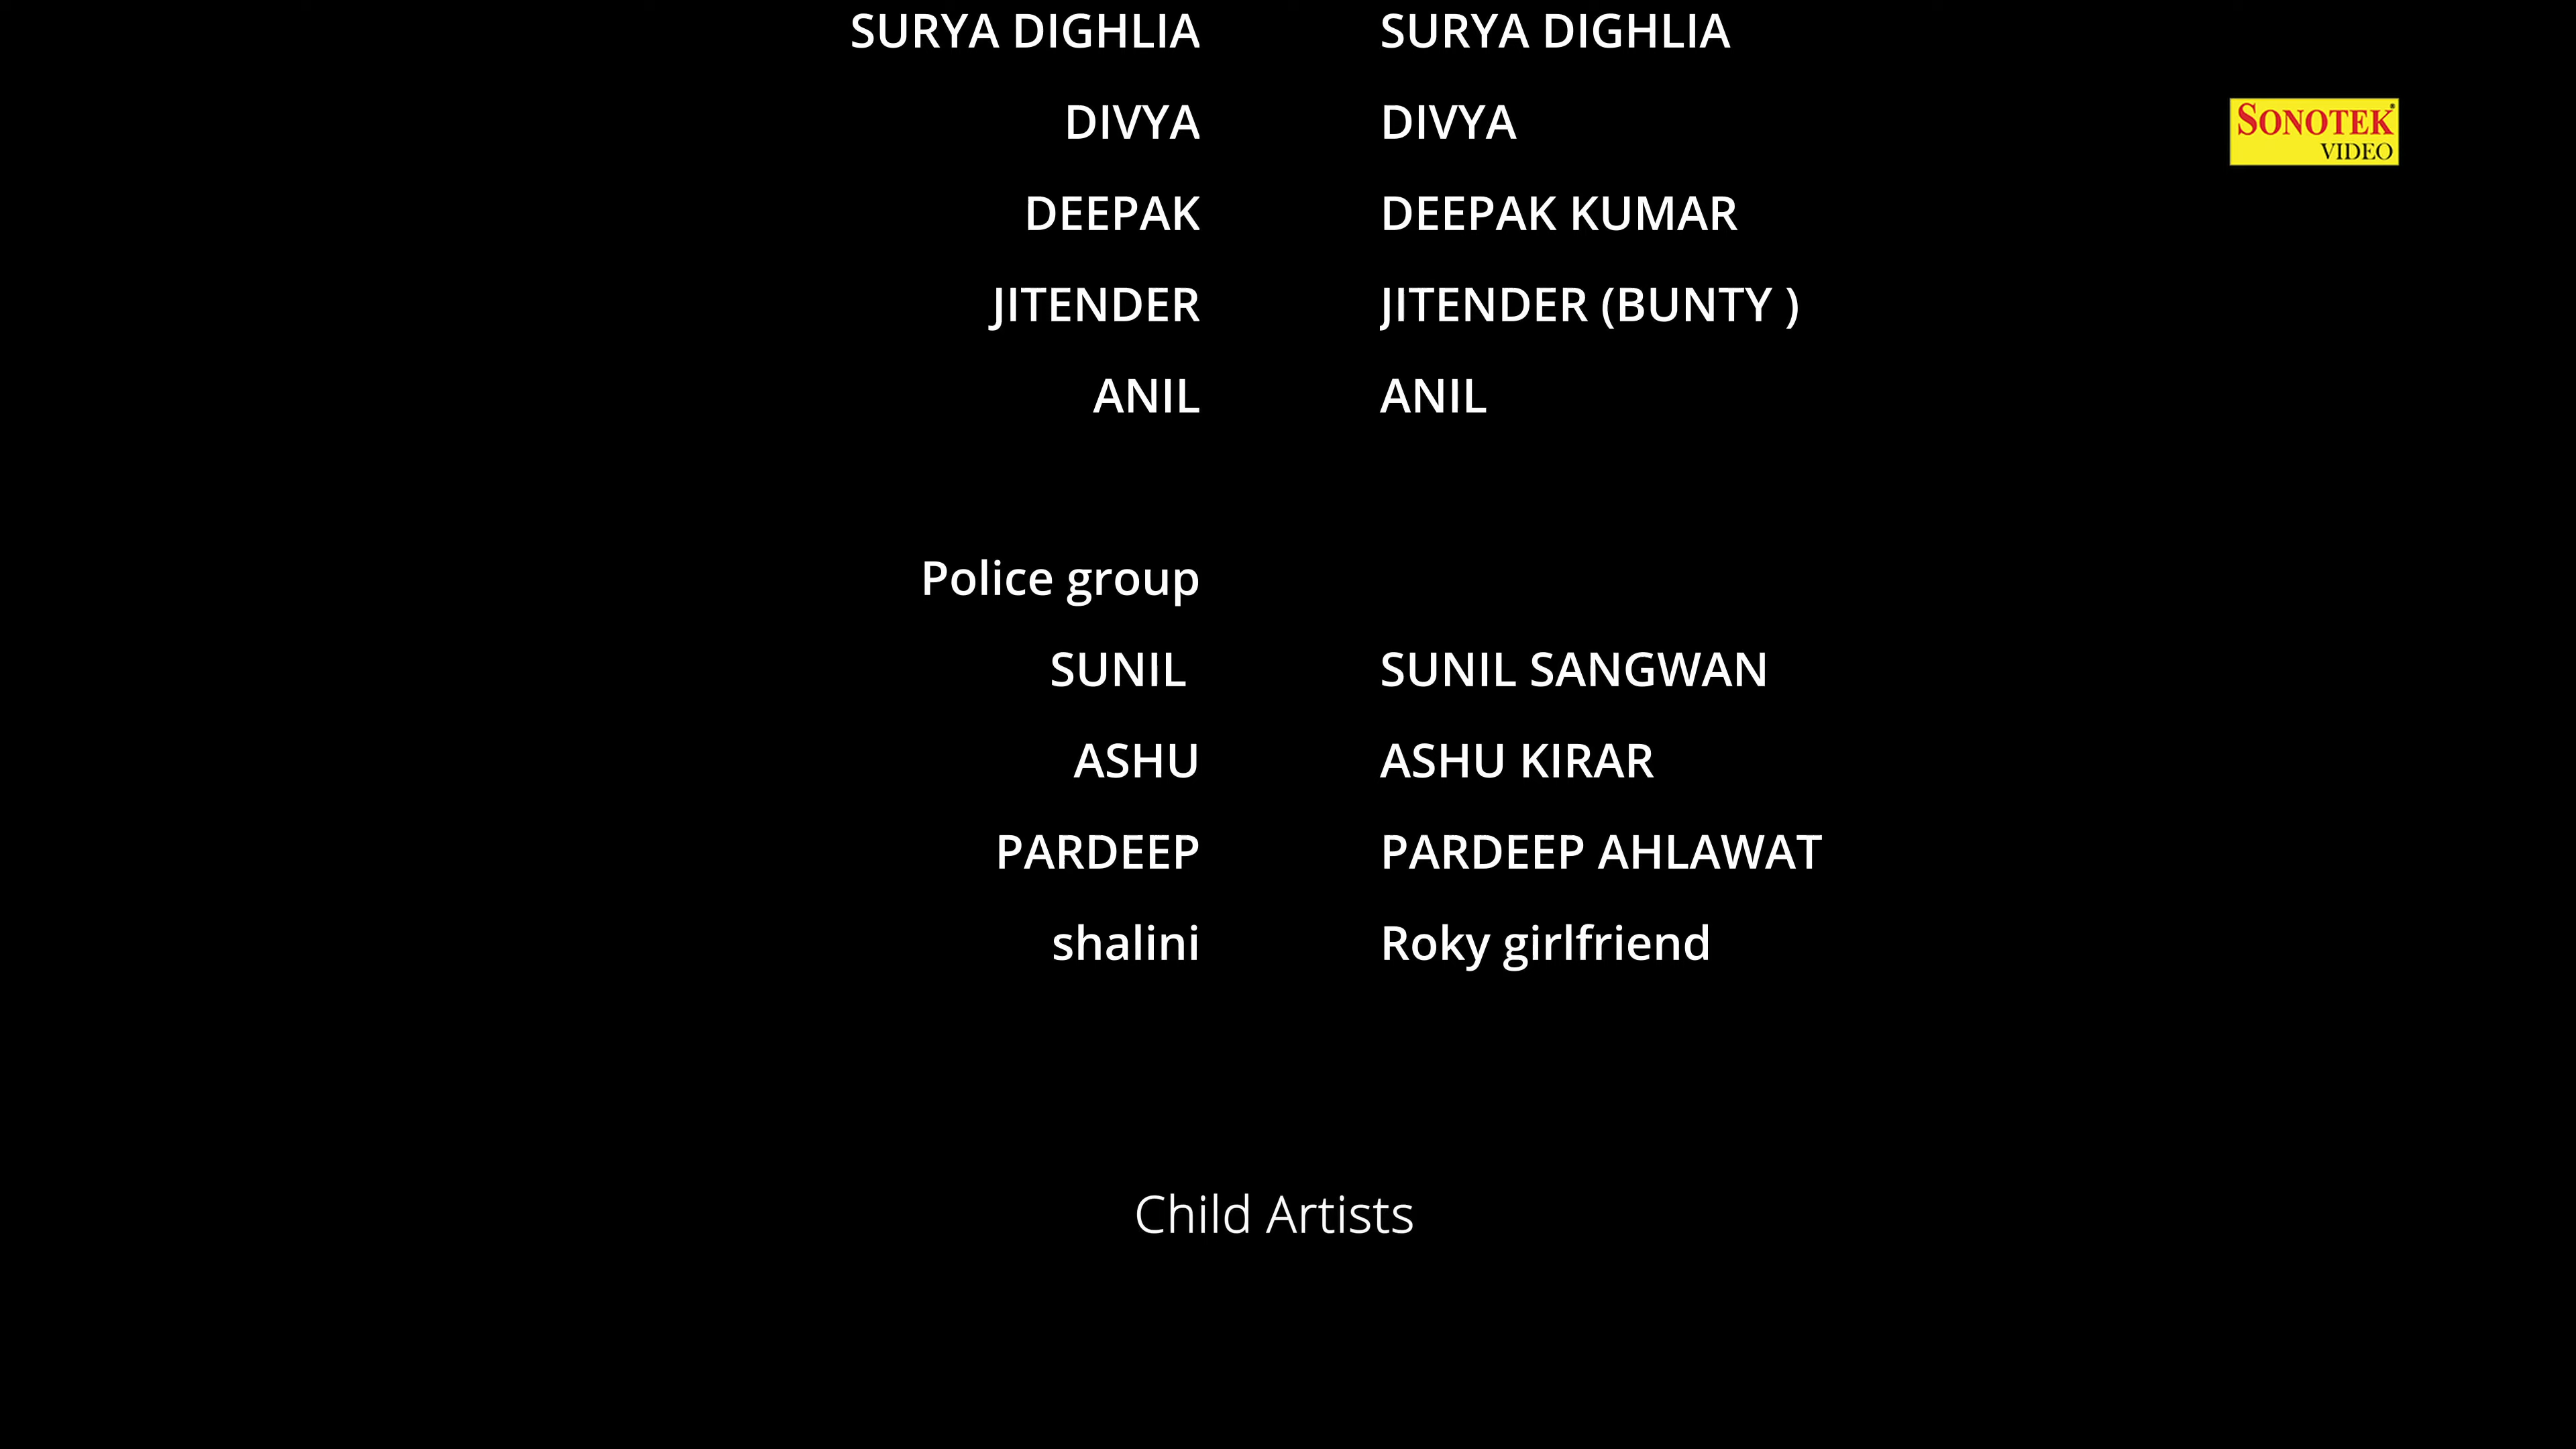 SURYA DIGHLIA SURYA DIGHLIA
DIVYA DIVYA
SONOTEK
VIDEO
DEEPAK DEEPAK KUMAR
JITENDER JITENDER (BUNTY )
ANIL ANIL
Police group
SUNIL SUNIL SANGWAN
ASHU ASHU KIRAR
PARDEEP PARDEEP AHLAWAT
shalini Roky girlfriend
Child Artists